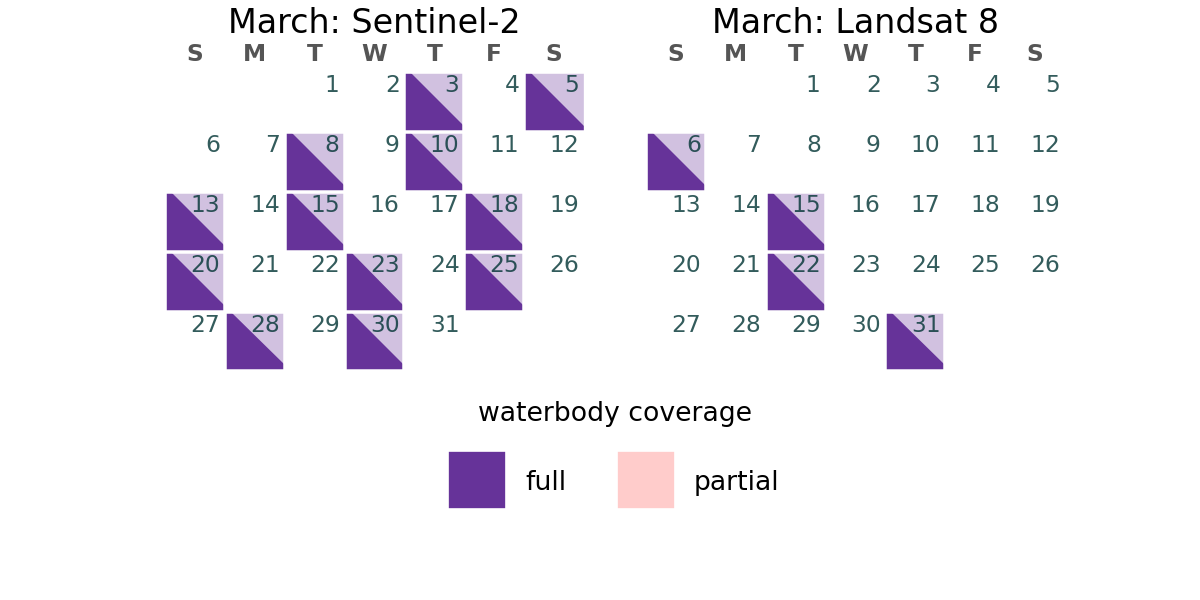 March: Sentinel-2
S M T W T F S
1 2 3 4 5
6 7 8 9 10 11 12
13 14 15 16 17 18 19
20 21 22 23 24 25 26
27 28 29 30 31
March: Landsat 8
S M T W T F S
1 2 3 4 5
6 7 8 9 10 11 12
13 14 15 16 17 18 19
20 21 22 23 24 25 26
27 28 29 30 31
waterbody coverage
full partial